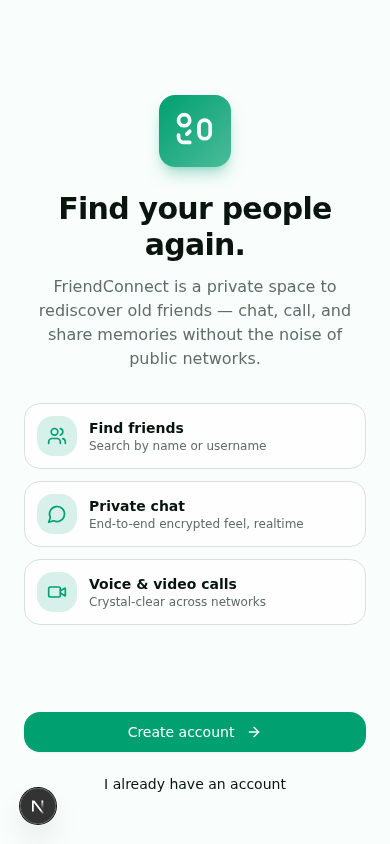 Find your people
again.
FriendConnect is a private space to
rediscover old friends — chat, call, and
share memories without the noise of
public networks.
Find friends
Search by name or username
Private chat
End-to-end encrypted feel, realtime
Voice & video calls
Crystal-clear across networks
Create account →
I already have an account
N